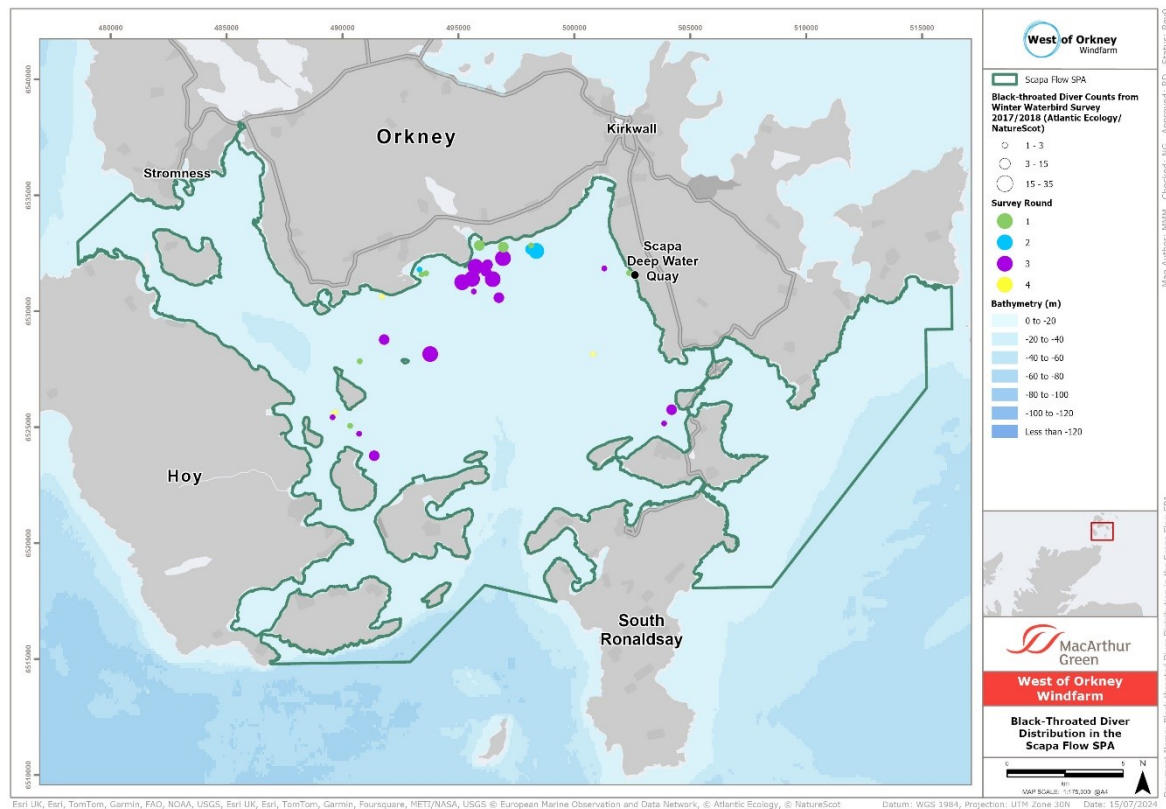 480000
485000
490000
495000
500000
505000
510000
515000
6540000
6535000
6530000
6525000
6520000
6515000
6510000
Orkney
Kirkwall
Stromness
Scapa
Deep Water
Quay
Hoy
South
Ronaldsay
West of Orkney
Windfarm
Scapa Flow SPA
Black-throated Diver Counts from
Winter Waterbird Survey
2017/2018 (Atlantic Ecology/
NatureScot)
1 - 3
3 - 15
15 - 35
Survey Round
1
2
3
4
Bathymetry (m)
0 to -20
-20 to -40
-40 to -60
-60 to -80
-80 to -100
-100 to -120
Less than -120
MacArthur
Green
West of Orkney
Windfarm
Black-Throated Diver
Distribution in the
Scapa Flow SPA
0
5
N
MAP SCALE: 1:175,000 @A4
Esri UK, Esri, TomTom, Garmin, FAO, NOAA, USGS, Esri UK, Esri, TomTom, Garmin, Foursquare, METI/NASA, USGS © European Marine Observation and Data Network, © Atlantic Ecology, © NatureScot
Datum: WGS 1984, Projection: UTM Zone 30N
Date: 15/07/2024